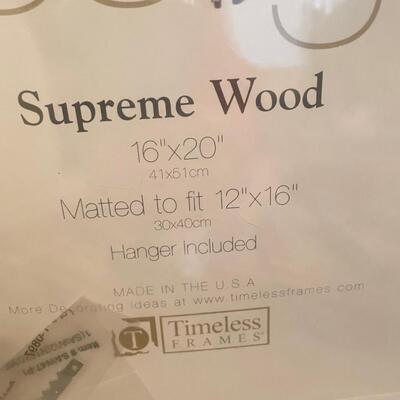 Supreme Wood
16"x20"
41x51cm
Matted to fit 12"x16"
30x40cm
Hanger Included
MADE IN THE U.S.A
More Decorating Ideas at www.timelessframes.com
T Timeless
FRAMES